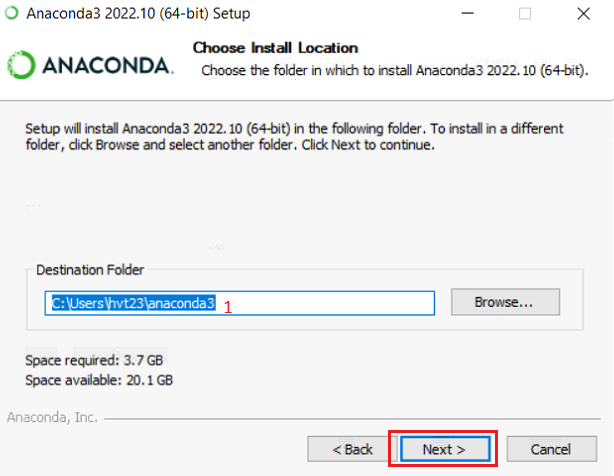 Anaconda3 2022.10 (64-bit) Setup
ANACONDA.
Choose Install Location
Choose the folder in which to install Anaconda3 2022.10 (64-bit).
Setup will install Anaconda3 2022.10 (64-bit) in the following folder. To install in a different
folder, click Browse and select another folder. Click Next to continue.
Destination Folder
C:\Users\hvt23\anaconda3 1
Browse...
Space required: 3.7 GB
Space available: 20.1 GB
Anaconda, Inc.
< Back Next > Cancel